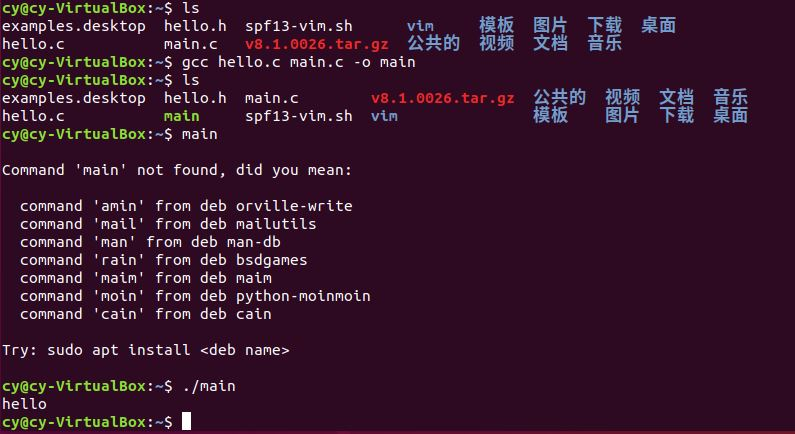 cy@cy-VirtualBox:~$ ls
examples.desktop  hello.h  spf13-vim.sh      vim     模板  图片  下载  桌面
hello.c           main.c  v8.1.0026.tar.gz  公共的  视频  文档  音乐
cy@cy-VirtualBox:~$ gcc hello.c main.c -o main
cy@cy-VirtualBox:~$ ls
examples.desktop  hello.h  main.c        v8.1.0026.tar.gz  公共的  视频  文档  音乐
hello.c           main     spf13-vim.sh  vim               模板    图片  下载  桌面
cy@cy-VirtualBox:~$ main
Command 'main' not found, did you mean:
  command 'amin' from deb orville-write
  command 'mail' from deb mailutils
  command 'man' from deb man-db
  command 'rain' from deb bsdgames
  command 'maim' from deb maim
  command 'moin' from deb python-moinmoin
  command 'cain' from deb cain
Try: sudo apt install <deb name>
cy@cy-VirtualBox:~$ ./main
hello
cy@cy-VirtualBox:~$